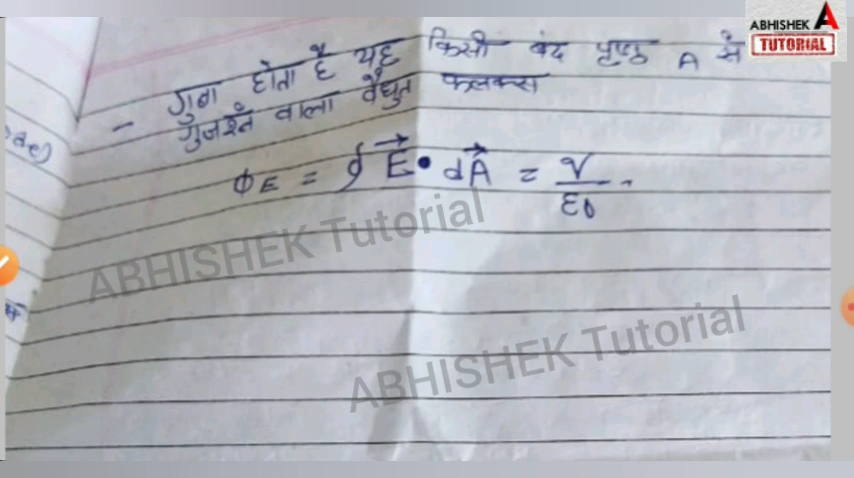 ABHISHEK A
TUTORIAL
गुना होता है यह किसी बंद पृष्ठ A से
- गुजरने वाला वैद्युत फ्लक्स
ΦE = ∮ E⃗ • dA⃗ = q/ε0
ABHISHEK Tutorial
ABHISHEK Tutorial